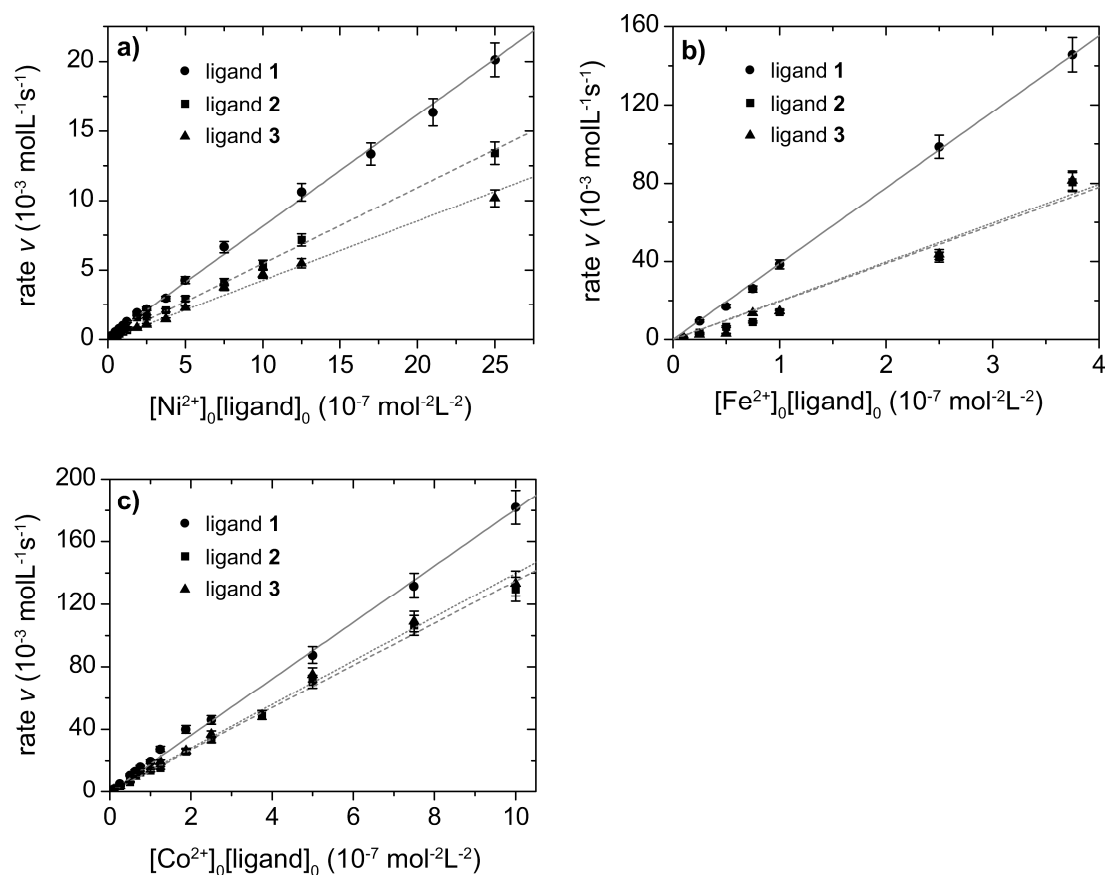 a)
ligand 1
ligand 2
ligand 3
20
15
10
5
0
0 5 10 15 20 25
rate v (10⁻³ molL⁻¹s⁻¹)
[Ni²⁺]₀[ligand]₀ (10⁻⁷ mol⁻²L⁻²)
b)
ligand 1
ligand 2
ligand 3
160
120
80
40
0
0 1 2 3 4
rate v (10⁻³ molL⁻¹s⁻¹)
[Fe²⁺]₀[ligand]₀ (10⁻⁷ mol⁻²L⁻²)
c)
ligand 1
ligand 2
ligand 3
200
160
120
80
40
0
0 2 4 6 8 10
rate v (10⁻³ molL⁻¹s⁻¹)
[Co²⁺]₀[ligand]₀ (10⁻⁷ mol⁻²L⁻²)